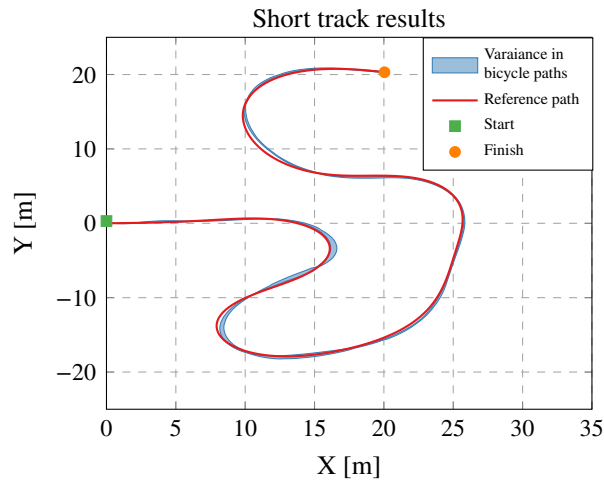 Short track results
Varaiance in
bicycle paths
Reference path
Start
Finish
20
10
0
−10
−20
Y [m]
0 5 10 15 20 25 30 35
X [m]